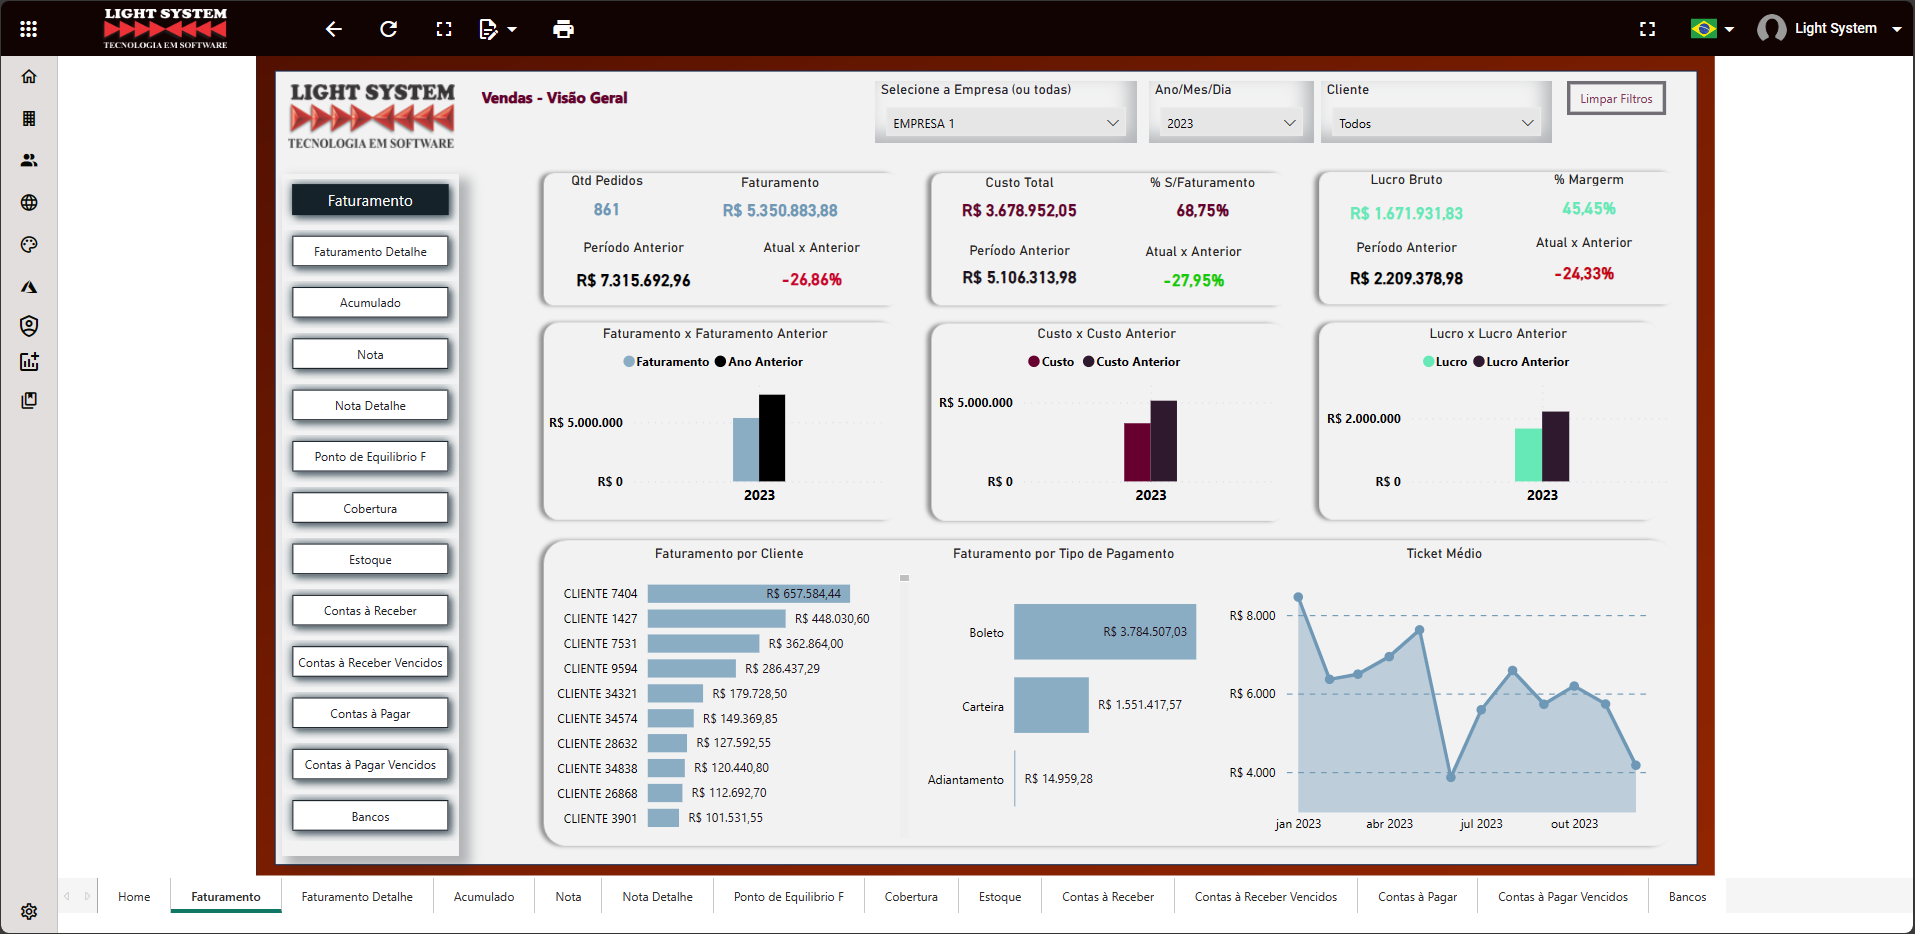 LIGHT SYSTEM
TECNOLOGIA EM SOFTWARE
Light System
LIGHT SYSTEM
TECNOLOGIA EM SOFTWARE
Vendas - Visão Geral
Selecione a Empresa (ou todas)
EMPRESA 1
Ano/Mes/Dia
2023
Cliente
Todos
Limpar Filtros
Faturamento
Faturamento Detalhe
Acumulado
Nota
Nota Detalhe
Ponto de Equilibrio F
Cobertura
Estoque
Contas à Receber
Contas à Receber Vencidos
Contas à Pagar
Contas à Pagar Vencidos
Bancos
Qtd Pedidos
861
Faturamento
R$ 5.350.883,88
Período Anterior
R$ 7.315.692,96
Atual x Anterior
-26,86%
Custo Total
R$ 3.678.952,05
% S/Faturamento
68,75%
Período Anterior
R$ 5.106.313,98
Atual x Anterior
-27,95%
Lucro Bruto
R$ 1.671.931,83
% Margerm
45,45%
Período Anterior
R$ 2.209.378,98
Atual x Anterior
-24,33%
Faturamento x Faturamento Anterior
Faturamento Ano Anterior
R$ 5.000.000
R$ 0
2023
Custo x Custo Anterior
Custo Custo Anterior
R$ 5.000.000
R$ 0
2023
Lucro x Lucro Anterior
Lucro Lucro Anterior
R$ 2.000.000
R$ 0
2023
Faturamento por Cliente
CLIENTE 7404 R$ 657.584,44
CLIENTE 1427 R$ 448.030,60
CLIENTE 7531 R$ 362.864,00
CLIENTE 9594 R$ 286.437,29
CLIENTE 34321 R$ 179.728,50
CLIENTE 34574 R$ 149.369,85
CLIENTE 28632 R$ 127.592,55
CLIENTE 34838 R$ 120.440,80
CLIENTE 26868 R$ 112.692,70
CLIENTE 3901 R$ 101.531,55
Faturamento por Tipo de Pagamento
Boleto R$ 3.784.507,03
Carteira R$ 1.551.417,57
Adiantamento R$ 14.959,28
Ticket Médio
R$ 8.000
R$ 6.000
R$ 4.000
jan 2023 abr 2023 jul 2023 out 2023
Home Faturamento Faturamento Detalhe Acumulado Nota Nota Detalhe Ponto de Equilibrio F Cobertura Estoque Contas à Receber Contas à Receber Vencidos Contas à Pagar Contas à Pagar Vencidos Bancos